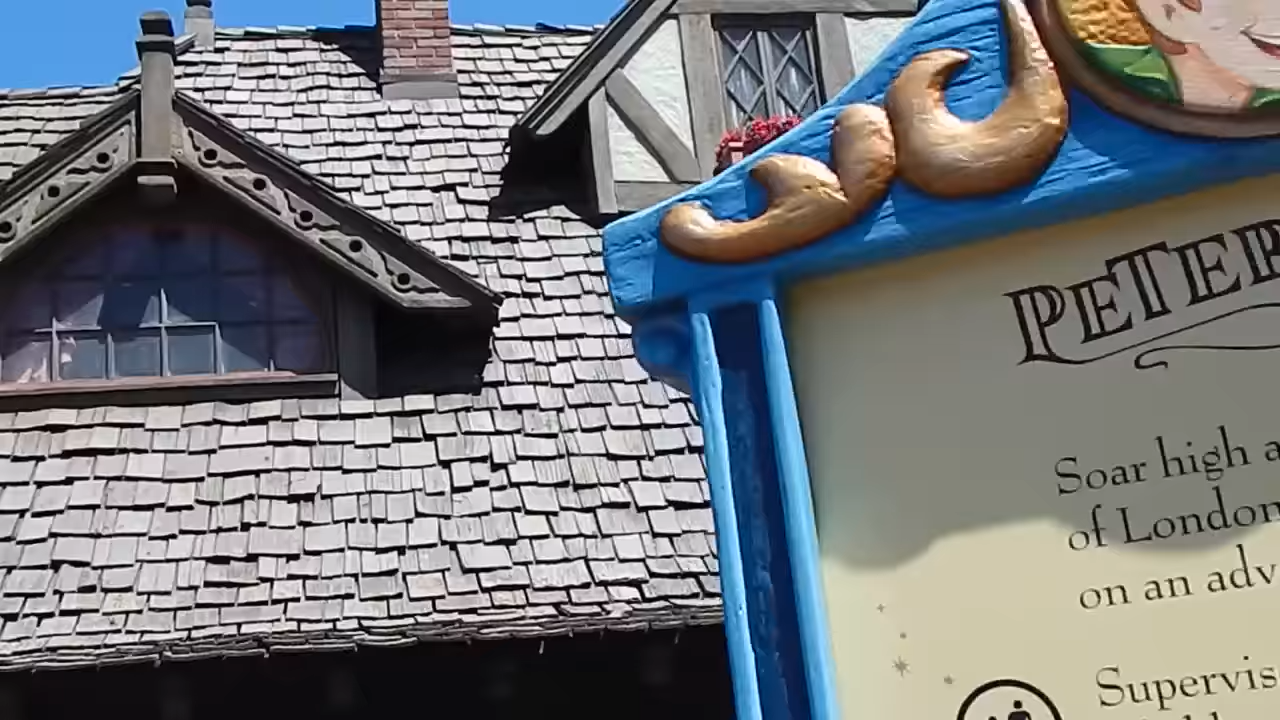 PETER
Soar high a
of London
on an adv
Supervis